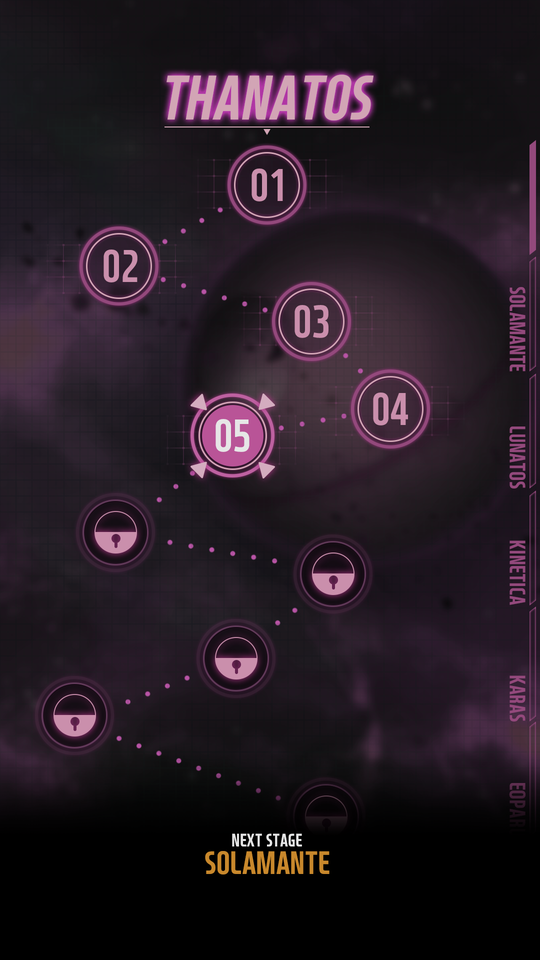 THANATOS
01
02
03
04
05
SOLAMANTE
LUNATOS
KINETICA
KARAS
NEXT STAGE
SOLAMANTE